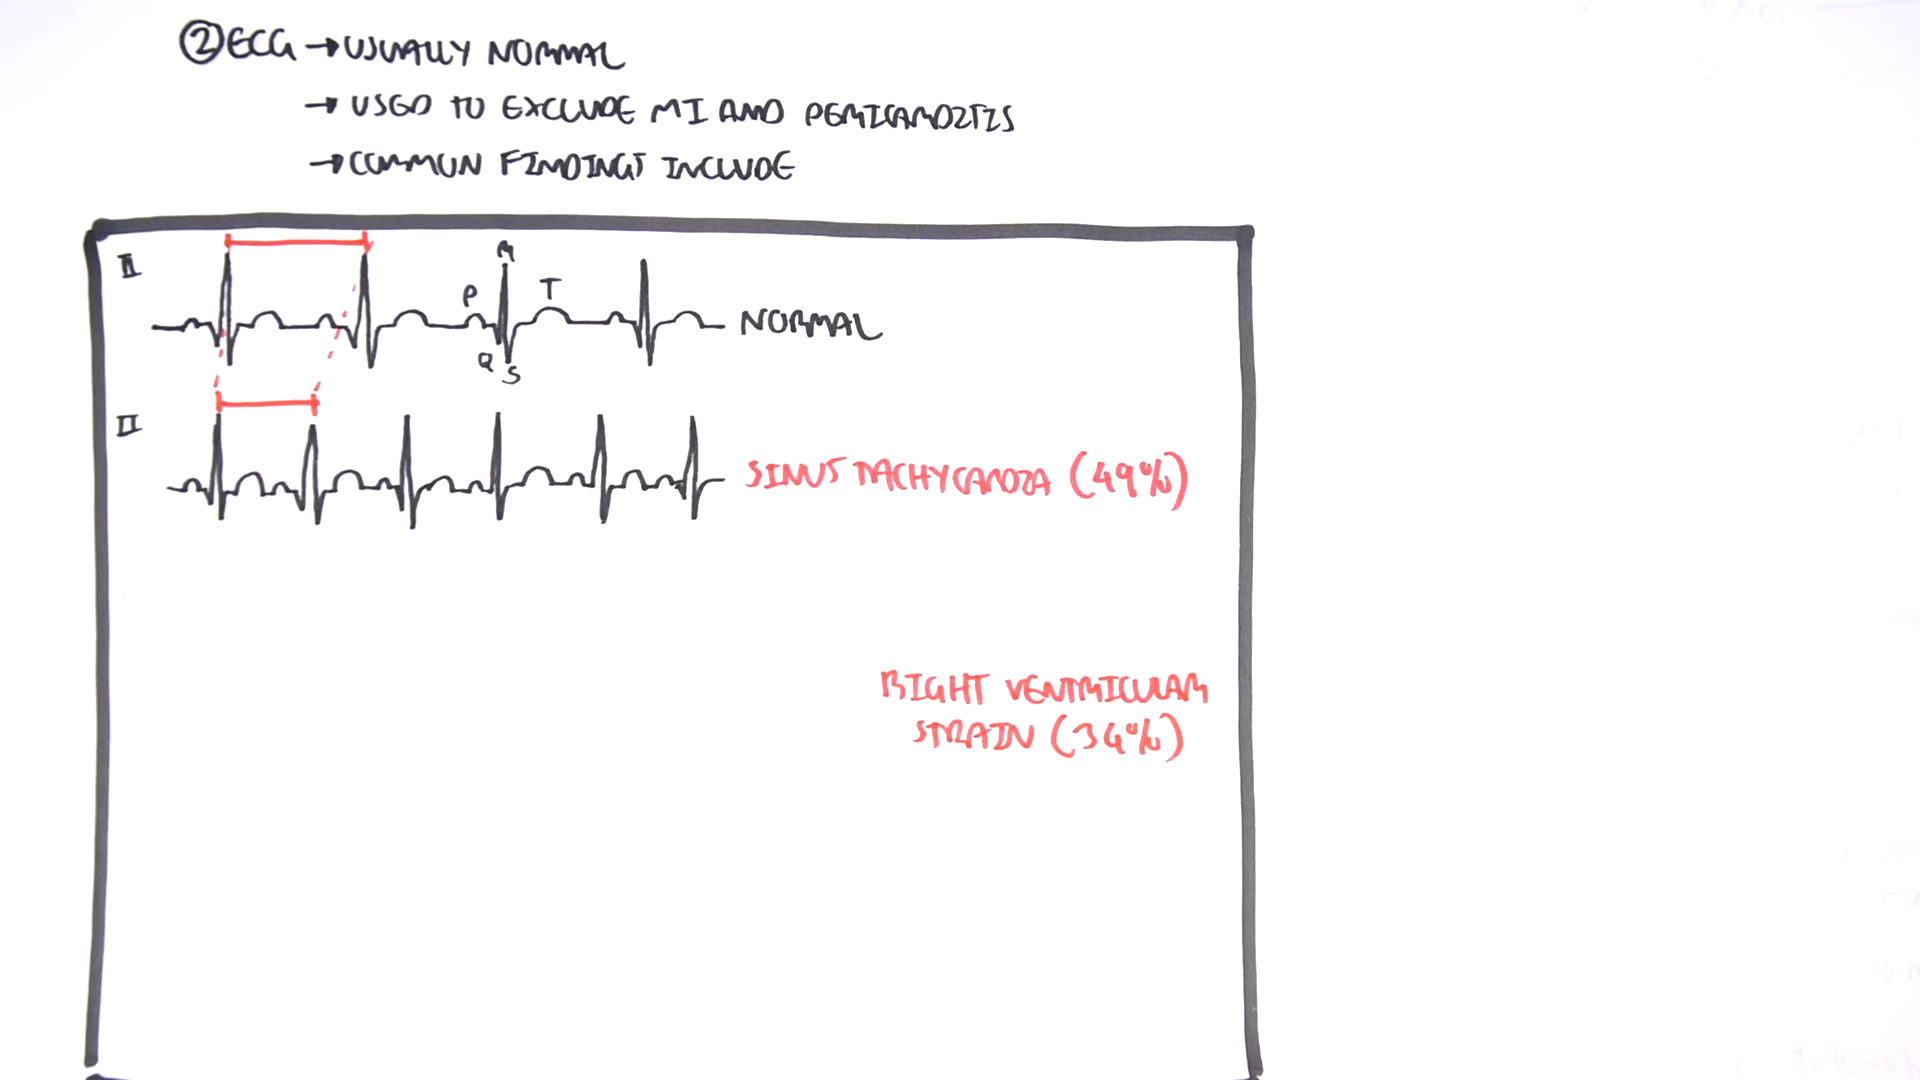 ② ECG → USUALLY NORMAL
→ USED TO EXCLUDE MI AND PERICARDITIS
→ COMMON FINDINGS INCLUDE
II
R
P
T
NORMAL
Q
S
II
SINUS TACHYCARDIA (49%)
RIGHT VENTRICULAR
STRAIN (34%)